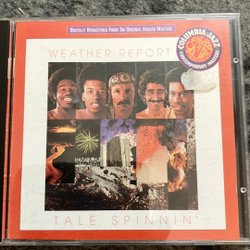 DIGITALLY REMASTERED FROM THE ORIGINAL ANALOG MASTERS
WEATHER REPORT
COLUMBIA JAZZ
CONTEMPORARY MASTERS
TALE SPINNIN'